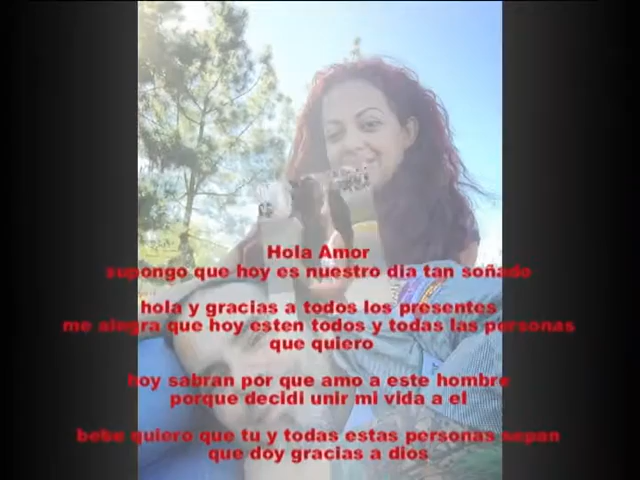 Hola Amor
supongo que hoy es nuestro dia tan soñado
hola y gracias a todos los presentes
me alegra que hoy esten todos y todas las personas
que quiero
hoy sabran por que amo a este hombre
porque decidi unir mi vida a el
bebe quiero que tu y todas estas personas sepan
que doy gracias a dios